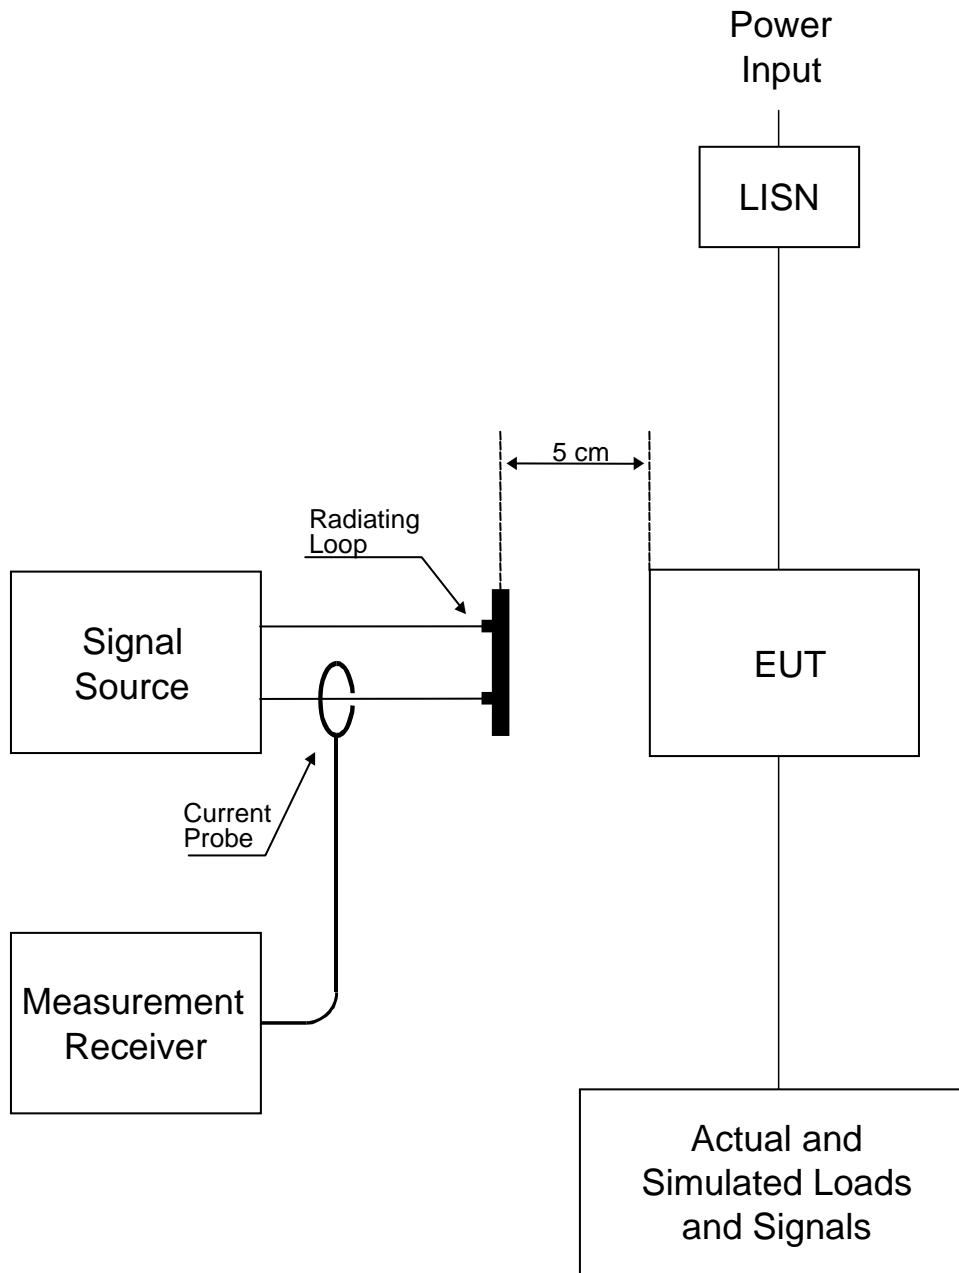 Power
Input
LISN
5 cm
Radiating
Loop
Signal
Source
EUT
Current
Probe
Measurement
Receiver
Actual and
Simulated Loads
and Signals